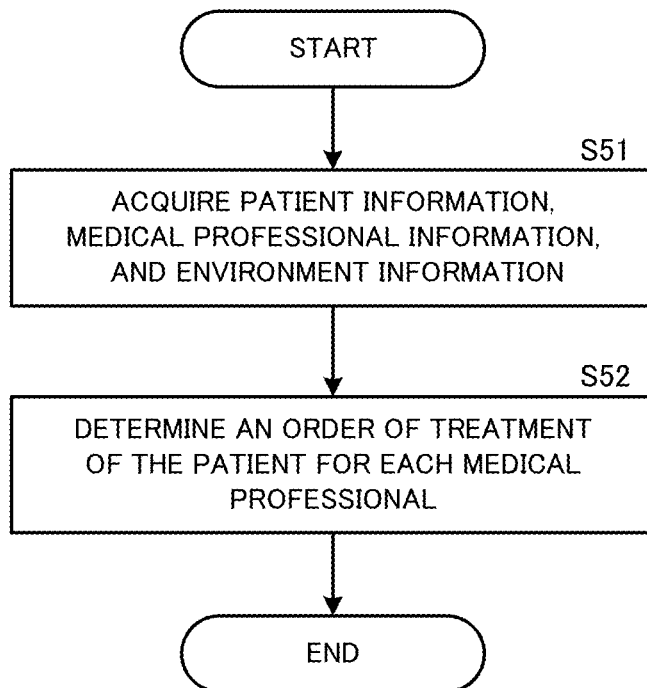 START
S51
ACQUIRE PATIENT INFORMATION,
MEDICAL PROFESSIONAL INFORMATION,
AND ENVIRONMENT INFORMATION
S52
DETERMINE AN ORDER OF TREATMENT
OF THE PATIENT FOR EACH MEDICAL
PROFESSIONAL
END